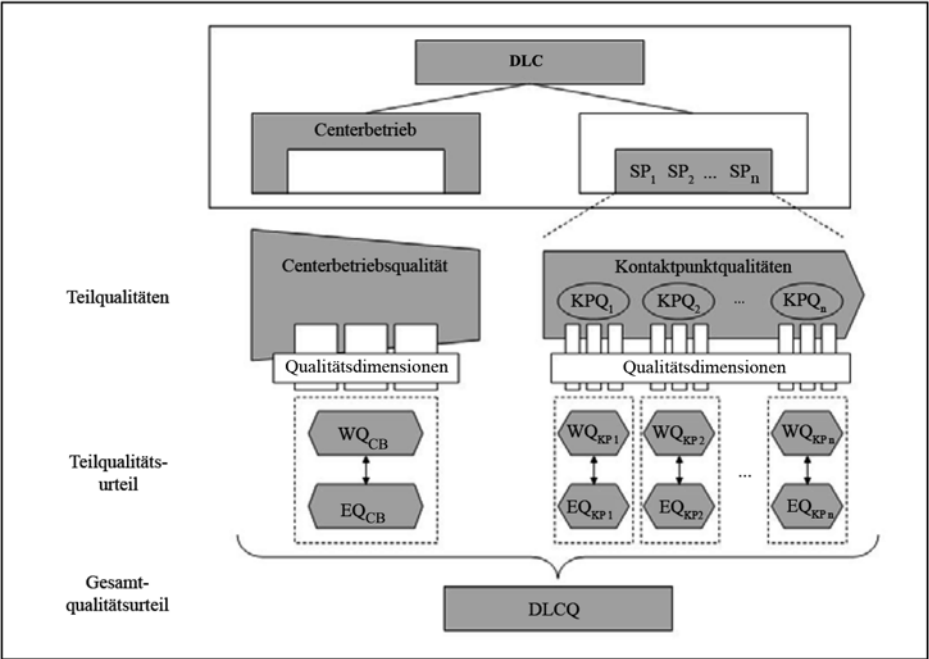 DLC
Centerbetrieb
SP1 SP2 ... SPn
Teilqualitäten
Centerbetriebsqualität
Kontaktpunktqualitäten
KPQ1 KPQ2 ... KPQn
Qualitätsdimensionen
Qualitätsdimensionen
Teilqualitäts-
urteil
WQCB
EQCB
WQKP1 WQKP2 WQKPn
...
EQKP1 EQKP2 EQKPn
Gesamt-
qualitätsurteil
DLCQ